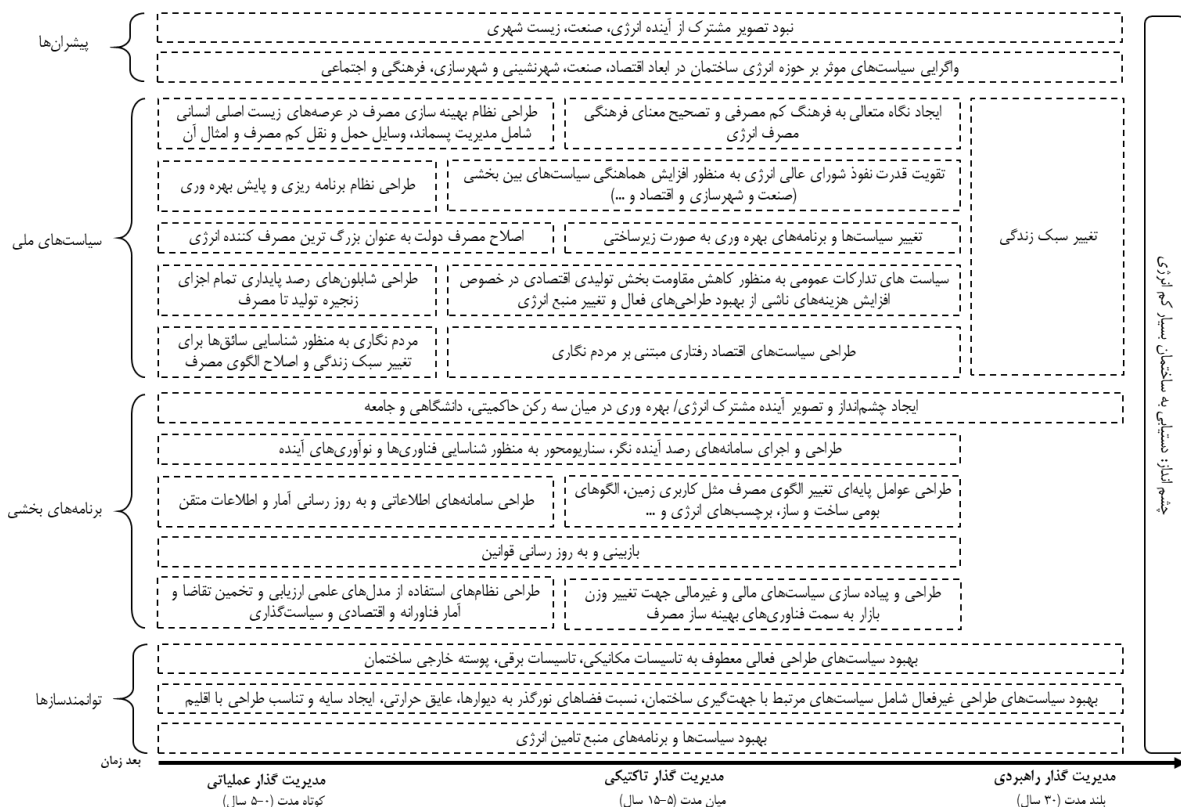 پیشران‌ها
نبود تصویر مشترک از آینده انرژی، صنعت، زیست شهری
واگرایی سیاست‌های موثر بر حوزه انرژی ساختمان در ابعاد اقتصاد، صنعت، شهرنشینی و شهرسازی، فرهنگی و اجتماعی
سیاست‌های ملی
تغییر سبک زندگی
ایجاد نگاه متعالی به فرهنگ کم مصرفی و تصحیح معنای فرهنگی
مصرف انرژی
طراحی نظام بهینه سازی مصرف در عرصه‌های زیست اصلی انسانی
شامل مدیریت پسماند، وسایل حمل و نقل کم مصرف و امثال آن
تقویت قدرت نفوذ شورای عالی انرژی به منظور افزایش هماهنگی سیاست‌های بین بخشی
(صنعت و شهرسازی و اقتصاد و ...)
طراحی نظام برنامه ریزی و پایش بهره وری
تغییر سیاست‌ها و برنامه‌های بهره وری به صورت زیرساختی
اصلاح مصرف دولت به عنوان بزرگ ترین مصرف کننده انرژی
سیاست های تدارکات عمومی به منظور کاهش مقاومت بخش تولیدی اقتصادی در خصوص
افزایش هزینه‌های ناشی از بهبود طراحی‌های فعال و تغییر منبع انرژی
طراحی شابلون‌های رصد پایداری تمام اجزای
زنجیره تولید تا مصرف
طراحی سیاست‌های اقتصاد رفتاری مبتنی بر مردم نگاری
مردم نگاری به منظور شناسایی سائق‌ها برای
تغییر سبک زندگی و اصلاح الگوی مصرف
برنامه‌های بخشی
ایجاد چشم‌انداز و تصویر آینده مشترک انرژی/ بهره وری در میان سه رکن حاکمیتی، دانشگاهی و جامعه
طراحی و اجرای سامانه‌های رصد آینده نگر، سناریومحور به منظور شناسایی فناوری‌ها و نوآوری‌های آینده
طراحی عوامل پایه‌ای تغییر الگوی مصرف مثل کاربری زمین، الگوهای
بومی ساخت و ساز، برچسب‌های انرژی و ...
طراحی سامانه‌های اطلاعاتی و به روز رسانی آمار و اطلاعات متقن
بازبینی و به روز رسانی قوانین
طراحی و پیاده سازی سیاست‌های مالی و غیرمالی جهت تغییر وزن
بازار به سمت فناوری‌های بهینه ساز مصرف
طراحی نظام‌های استفاده از مدل‌های علمی ارزیابی و تخمین تقاضا و
آمار فناورانه و اقتصادی و سیاست‌گذاری
توانمندسازها
بهبود سیاست‌های طراحی فعالی معطوف به تاسیسات مکانیکی، تاسیسات برقی، پوسته خارجی ساختمان
بهبود سیاست‌های طراحی غیرفعال شامل سیاست‌های مرتبط با جهت‌گیری ساختمان، نسبت فضاهای نورگذر به دیوارها، عایق حرارتی، ایجاد سایه و تناسب طراحی با اقلیم
بهبود سیاست‌ها و برنامه‌های منبع تامین انرژی
چشم انداز: دستیابی به ساختمان بسیار کم انرژی
بعد زمان
مدیریت گذار راهبردی
بلند مدت (۳۰ سال)
مدیریت گذار تاکتیکی
میان مدت (۵-۱۵ سال)
مدیریت گذار عملیاتی
کوتاه مدت (۰-۵ سال)